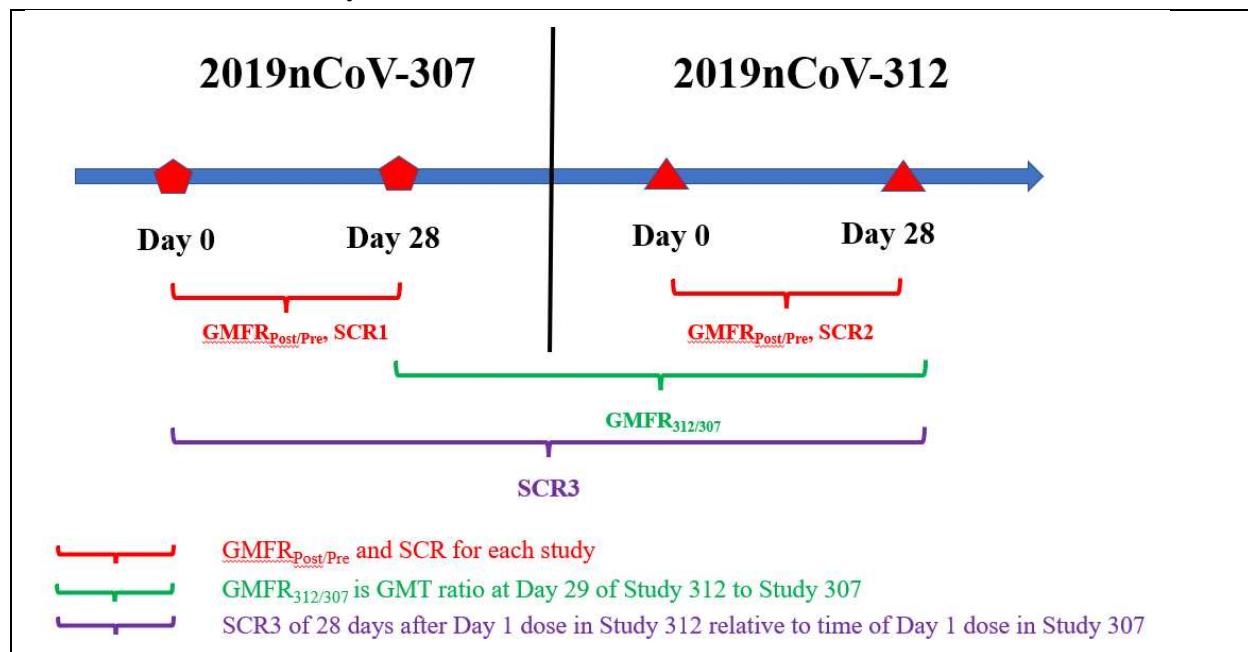 2019nCoV-307 2019nCoV-312
Day 0 Day 28 Day 0 Day 28
GMFRPost/Pre, SCR1 GMFRPost/Pre, SCR2
GMFR312/307
SCR3
GMFRPost/Pre and SCR for each study
GMFR312/307 is GMT ratio at Day 29 of Study 312 to Study 307
SCR3 of 28 days after Day 1 dose in Study 312 relative to time of Day 1 dose in Study 307